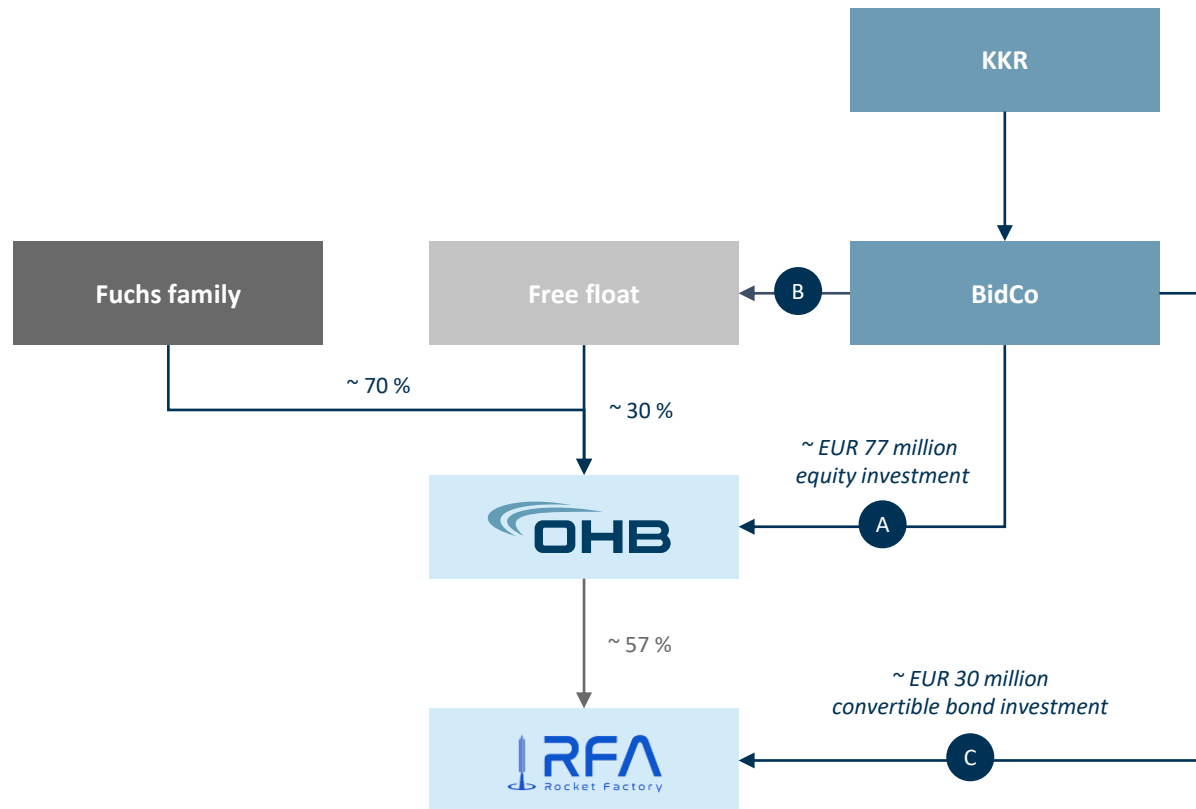 KKR
Fuchs family
Free float
B
BidCo
~ 70 %
~ 30 %
~ EUR 77 million
equity investment
OHB
A
~ 57 %
~ EUR 30 million
convertible bond investment
RFA
Rocket Factory
C